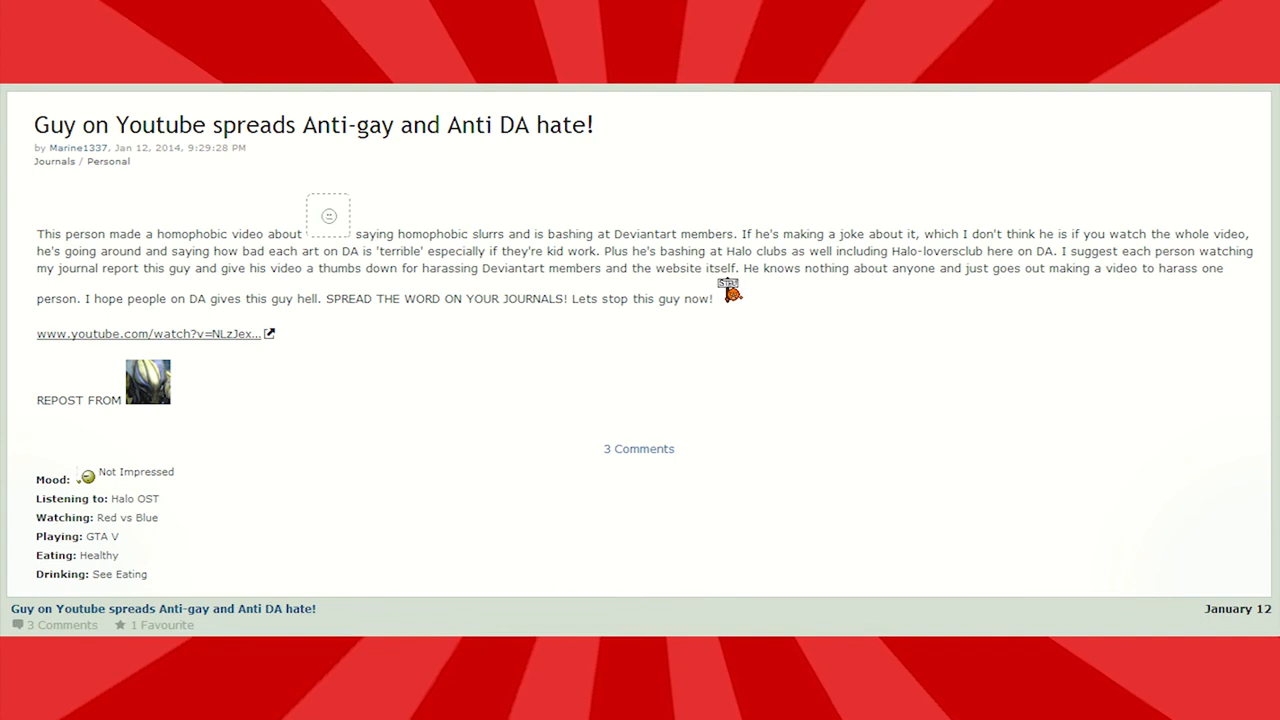 Guy on Youtube spreads Anti-gay and Anti DA hate!
by Marine1337, Jan 12, 2014, 9:29:28 PM
Journals / Personal
This person made a homophobic video about saying homophobic slurrs and is bashing at Deviantart members. If he's making a joke about it, which I don't think he is if you watch the whole video,
he's going around and saying how bad each art on DA is 'terrible' especially if they're kid work. Plus he's bashing at Halo clubs as well including Halo-loversclub here on DA. I suggest each person watching
my journal report this guy and give his video a thumbs down for harassing Deviantart members and the website itself. He knows nothing about anyone and just goes out making a video to harass one
person. I hope people on DA gives this guy hell. SPREAD THE WORD ON YOUR JOURNALS! Lets stop this guy now!
www.youtube.com/watch?v=NLzJex...
REPOST FROM
3 Comments
Mood: Not Impressed
Listening to: Halo OST
Watching: Red vs Blue
Playing: GTA V
Eating: Healthy
Drinking: See Eating
Guy on Youtube spreads Anti-gay and Anti DA hate! January 12
3 Comments 1 Favourite